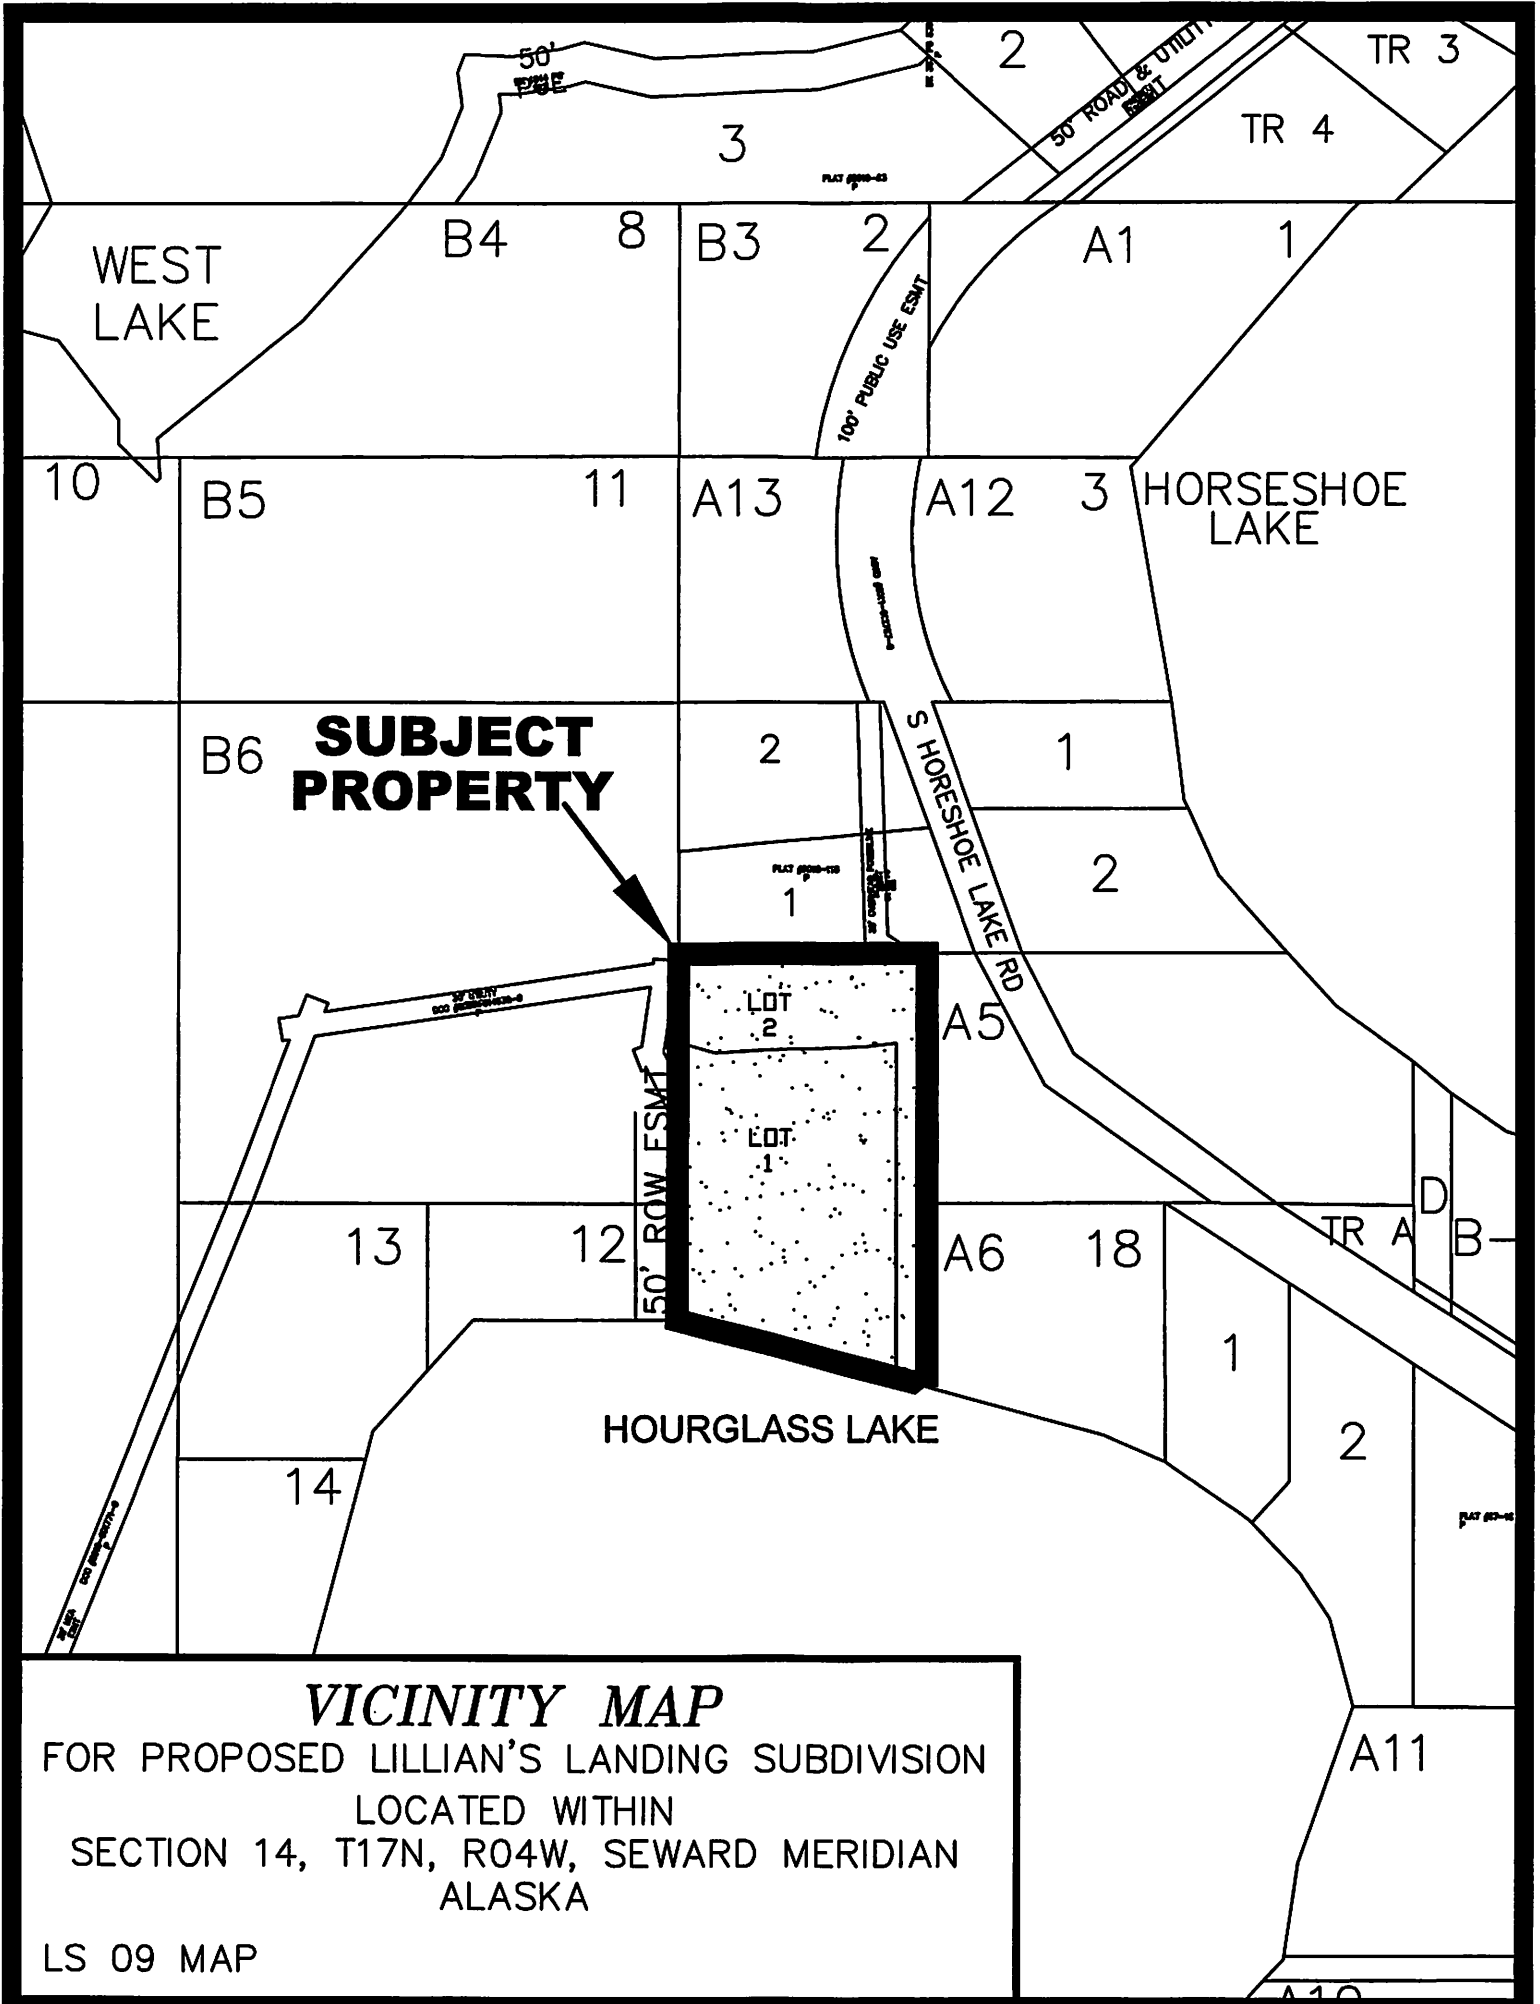 50'
PUE
2
50' ROAD & UTILITY
ESMT
TR 3
TR 4
3
WEST
LAKE
B4
8
B3
2
A1
1
100' PUBLIC USE ESMT
10
B5
11
A13
A12
3
HORSESHOE
LAKE
B6
SUBJECT
PROPERTY
2
S HORESHOE LAKE RD
1
2
1
LOT
2
A5
50' ROW ESMT
LOT
1
13
12
A6
18
TR A
D
B
1
2
HOURGLASS LAKE
14
VICINITY MAP
FOR PROPOSED LILLIAN'S LANDING SUBDIVISION
LOCATED WITHIN
SECTION 14, T17N, R04W, SEWARD MERIDIAN
ALASKA
LS 09 MAP
A11
A10